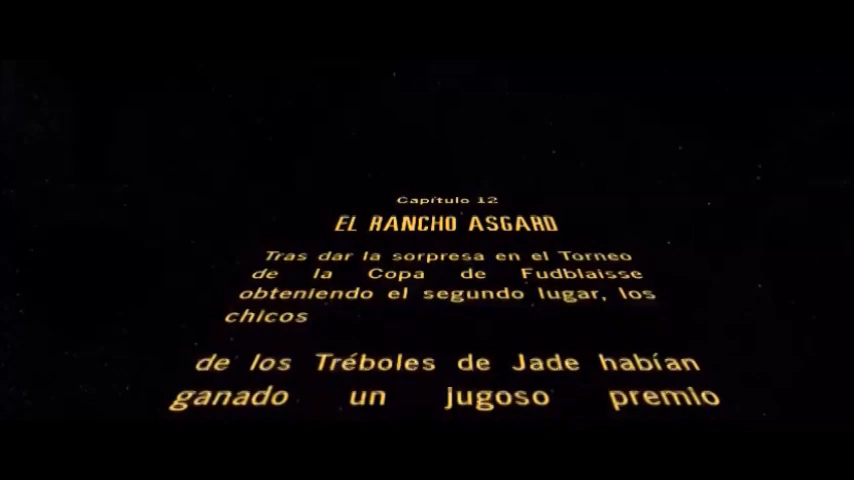 Capítulo 12
EL RANCHO ASGARD
Tras dar la sorpresa en el Torneo
de la Copa de Fudblaisse
obteniendo el segundo lugar, los
chicos
de los Tréboles de Jade habían
ganado un jugoso premio